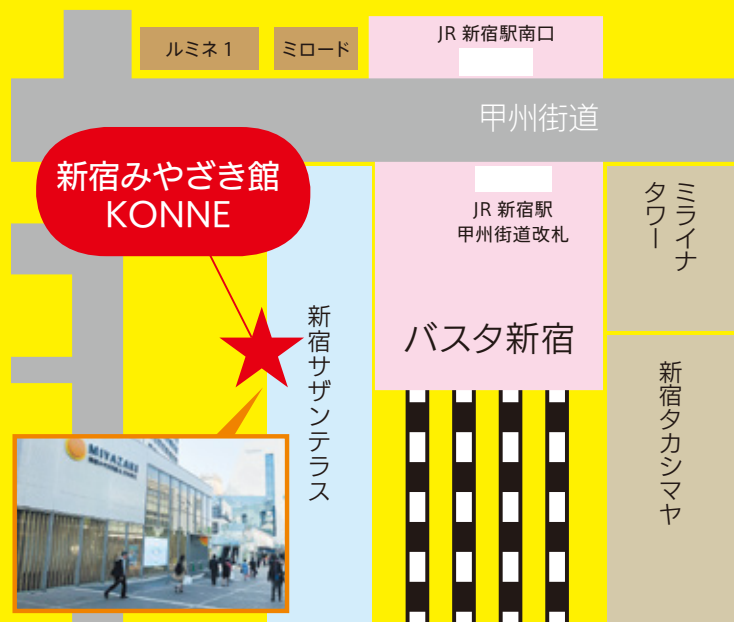 ルミネ 1
ミロード
JR 新宿駅南口
甲州街道
新宿みやざき館
KONNE
JR 新宿駅
甲州街道改札
ミライナ
タワー
新宿サザンテラス
バスタ新宿
新宿タカシマヤ
MIYAZAKI